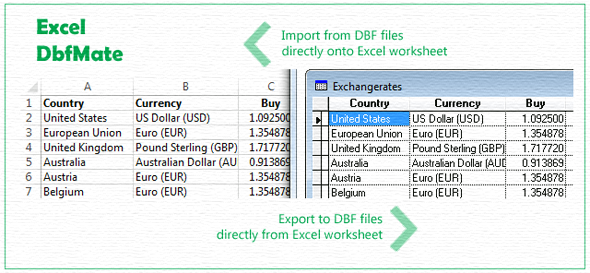 Excel
DbfMate
Import from DBF files
directly onto Excel worksheet
A B C
1 Country Currency Buy
2 United States US Dollar (USD) 1.092500
3 European Union Euro (EUR) 1.354878
4 United Kingdom Pound Sterling (GBP) 1.717720
5 Australia Australian Dollar (AU 0.913869
6 Austria Euro (EUR) 1.354878
7 Belgium Euro (EUR) 1.354878
Exchangerates
Country Currency Buy
United States US Dollar (USD) 1.092500
European Union Euro (EUR) 1.354878
United Kingdom Pound Sterling (GBP) 1.717720
Australia Australian Dollar (AUD 0.913869
Austria Euro (EUR) 1.354878
Belgium Euro (EUR) 1.354878
Export to DBF files
directly from Excel worksheet